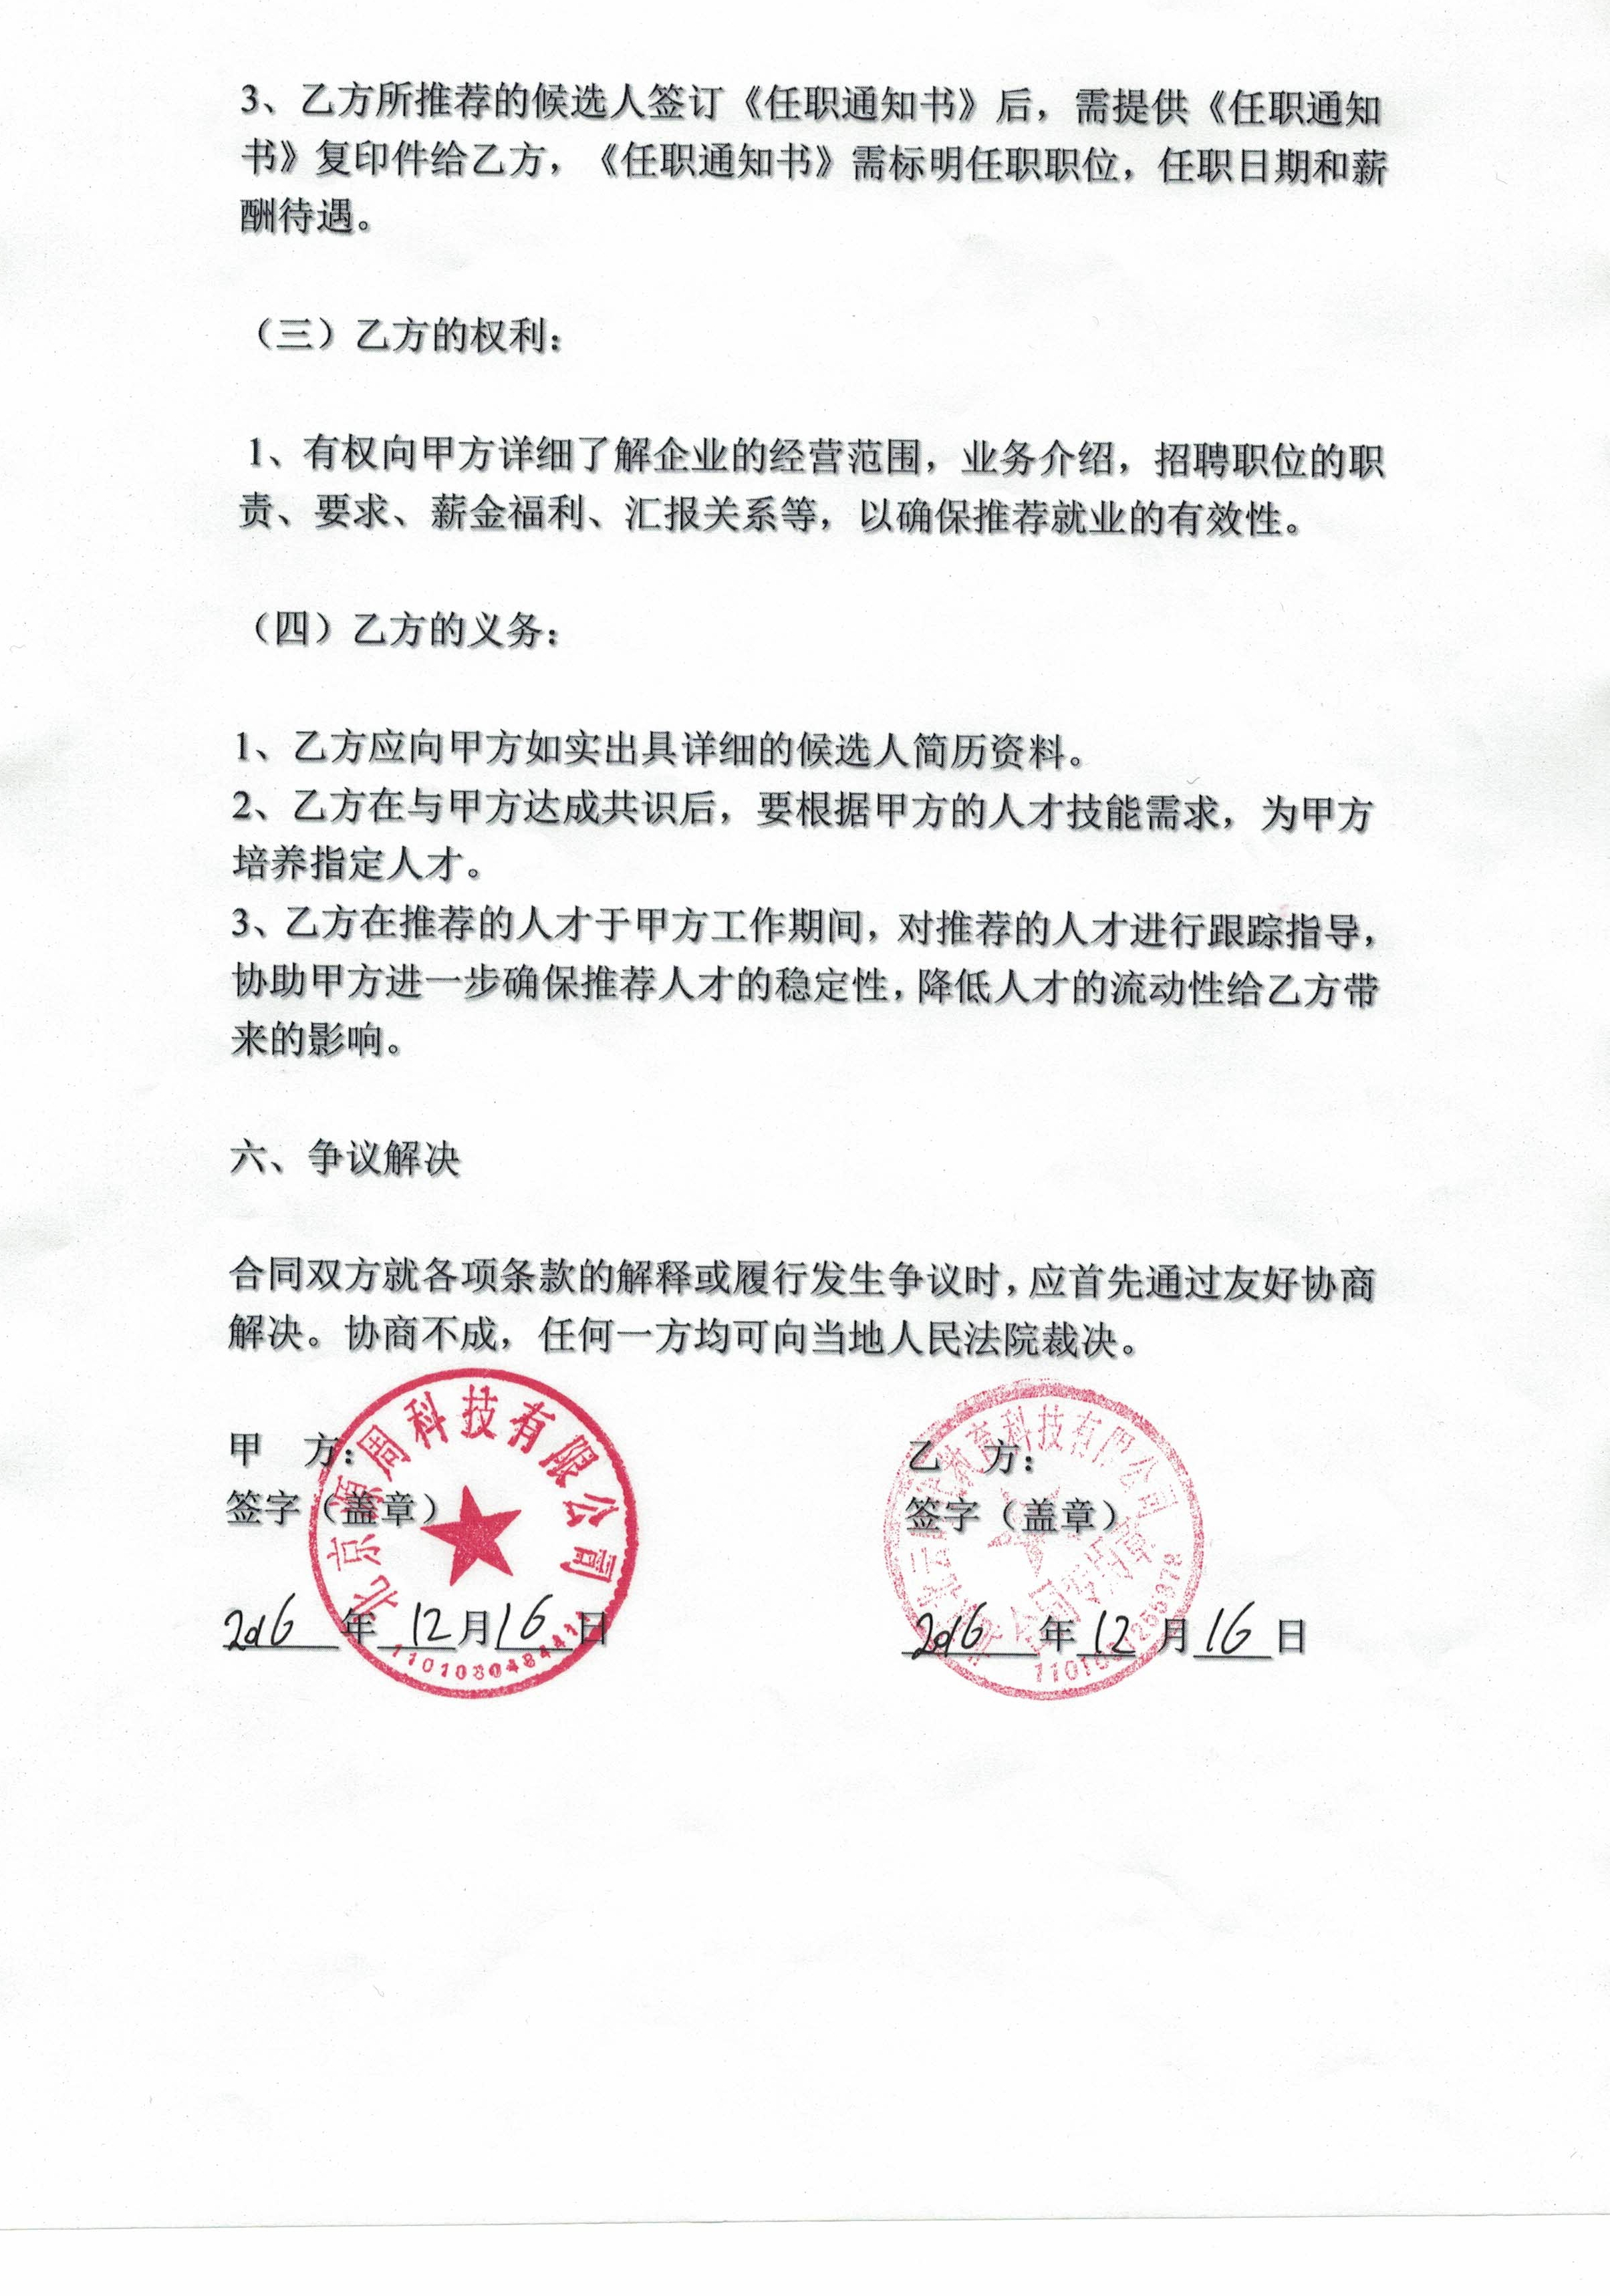 3、乙方所推荐的候选人签订《任职通知书》后，需提供《任职通知
书》复印件给乙方，《任职通知书》需标明任职职位，任职日期和薪
酬待遇。
（三）乙方的权利：
1、有权向甲方详细了解企业的经营范围，业务介绍，招聘职位的职
责、要求、薪金福利、汇报关系等，以确保推荐就业的有效性。
（四）乙方的义务：
1、乙方应向甲方如实出具详细的候选人简历资料。
2、乙方在与甲方达成共识后，要根据甲方的人才技能需求，为甲方
培养指定人才。
3、乙方在推荐的人才于甲方工作期间，对推荐的人才进行跟踪指导，
协助甲方进一步确保推荐人才的稳定性，降低人才的流动性给乙方带
来的影响。
六、争议解决
合同双方就各项条款的解释或履行发生争议时，应首先通过友好协商
解决。协商不成，任何一方均可向当地人民法院裁决。
甲 方： 乙 方：
签字（盖章） 签字（盖章）
2016 年 12 月 16 日 2016 年 12 月 16 日
北京 周科技有限公司
教育科技有限公司
合同专用章